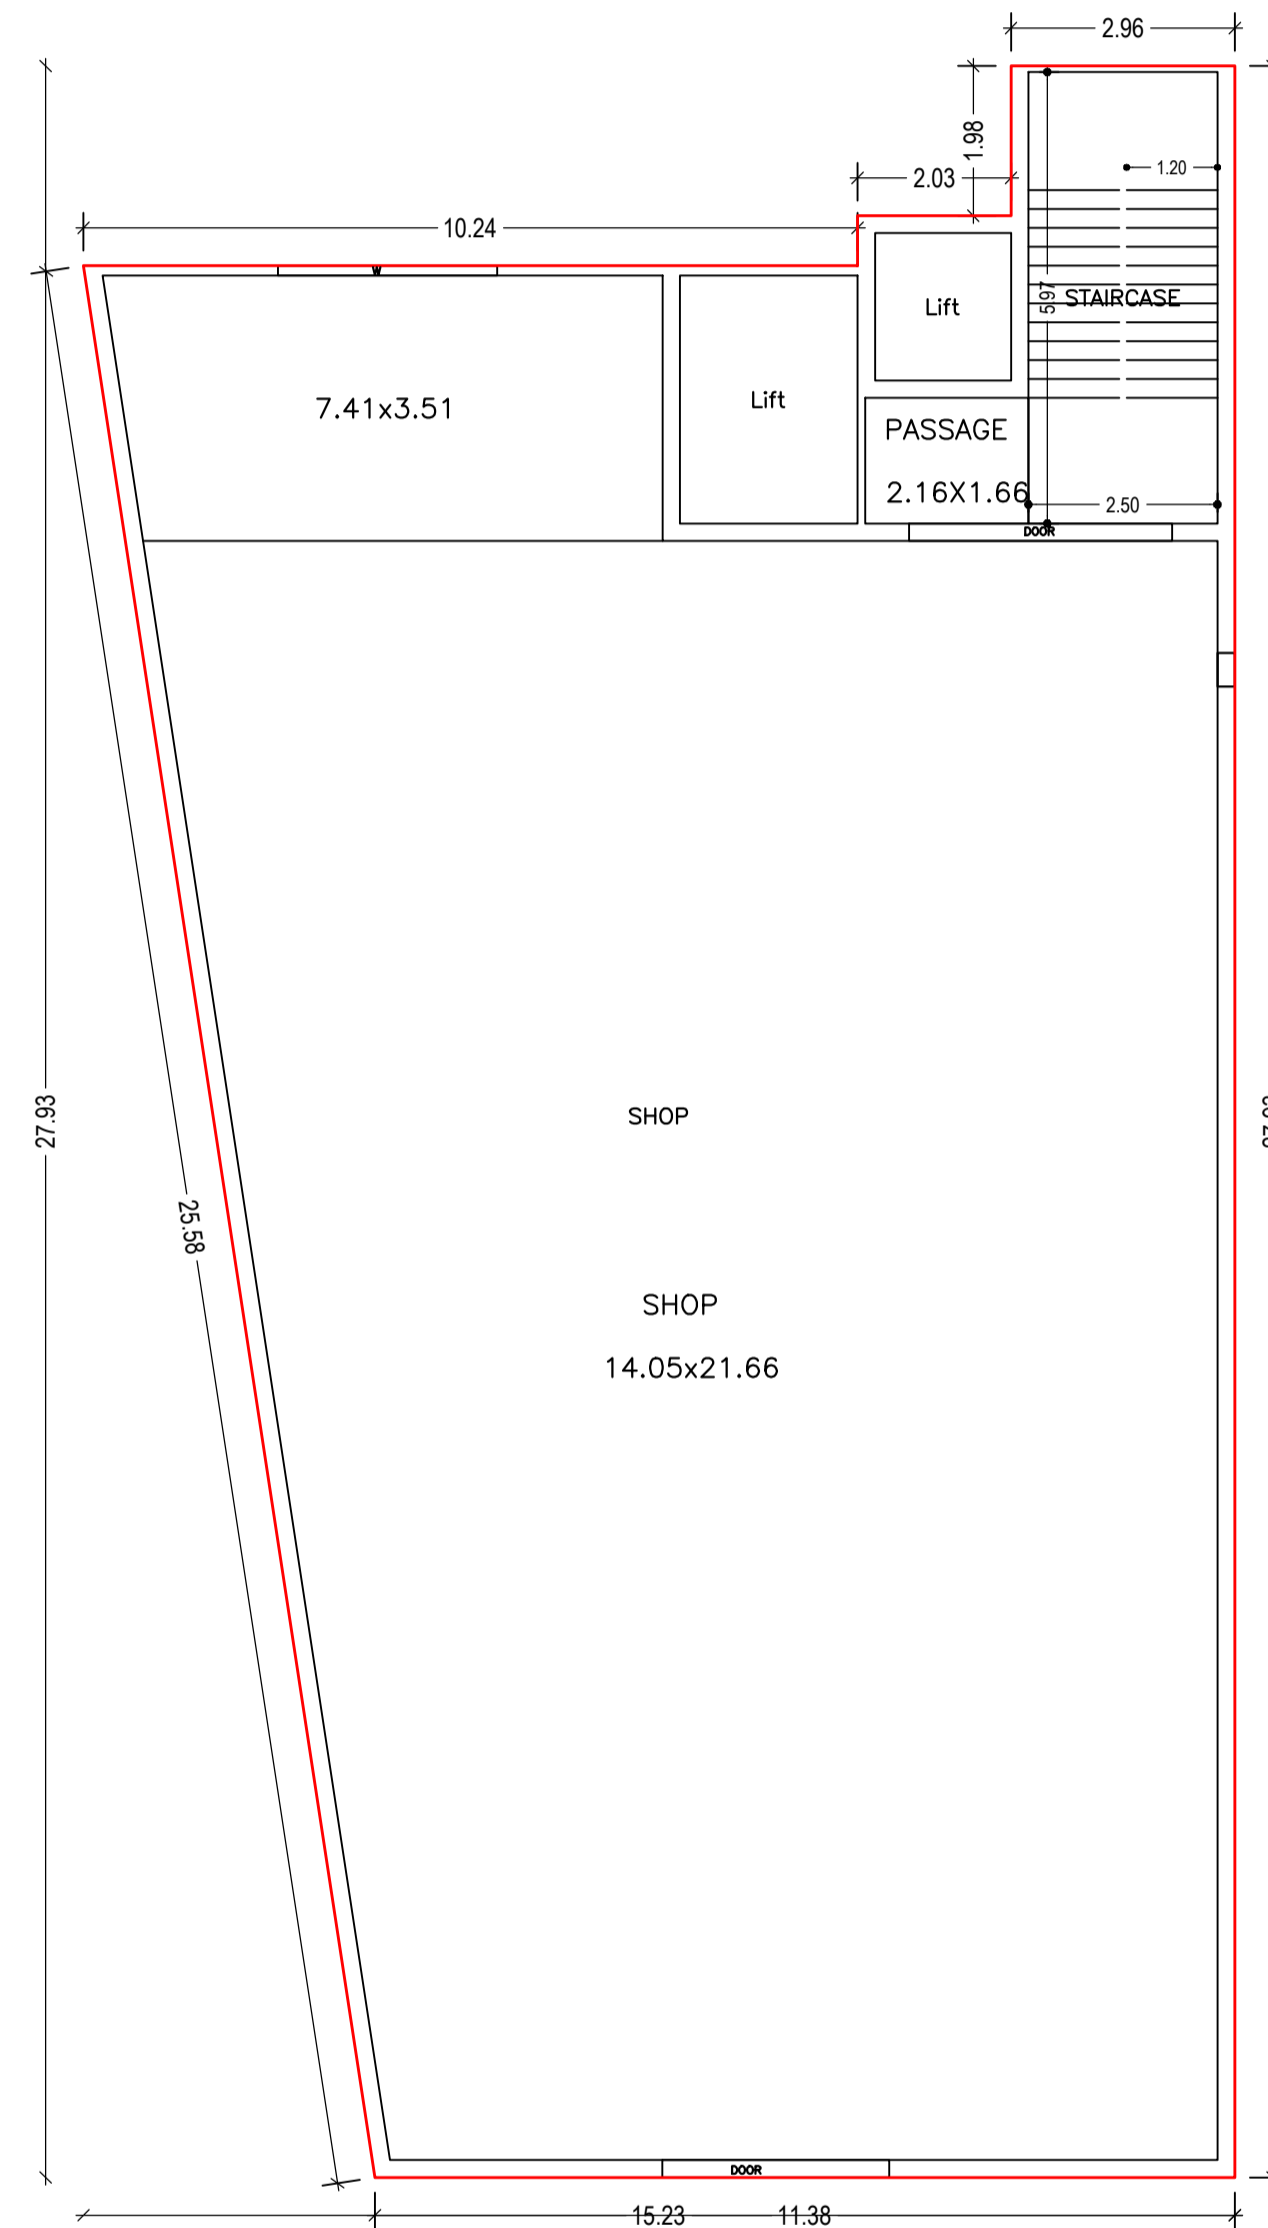 2.96
1.98
1.20
2.03
10.24
W
5.97
STAIRCASE
Lift
Lift
7.41x3.51
PASSAGE
2.16X1.66
2.50
DOOR
27.93
SHOP
25.58
SHOP
14.05x21.66
DOOR
15.23
11.38